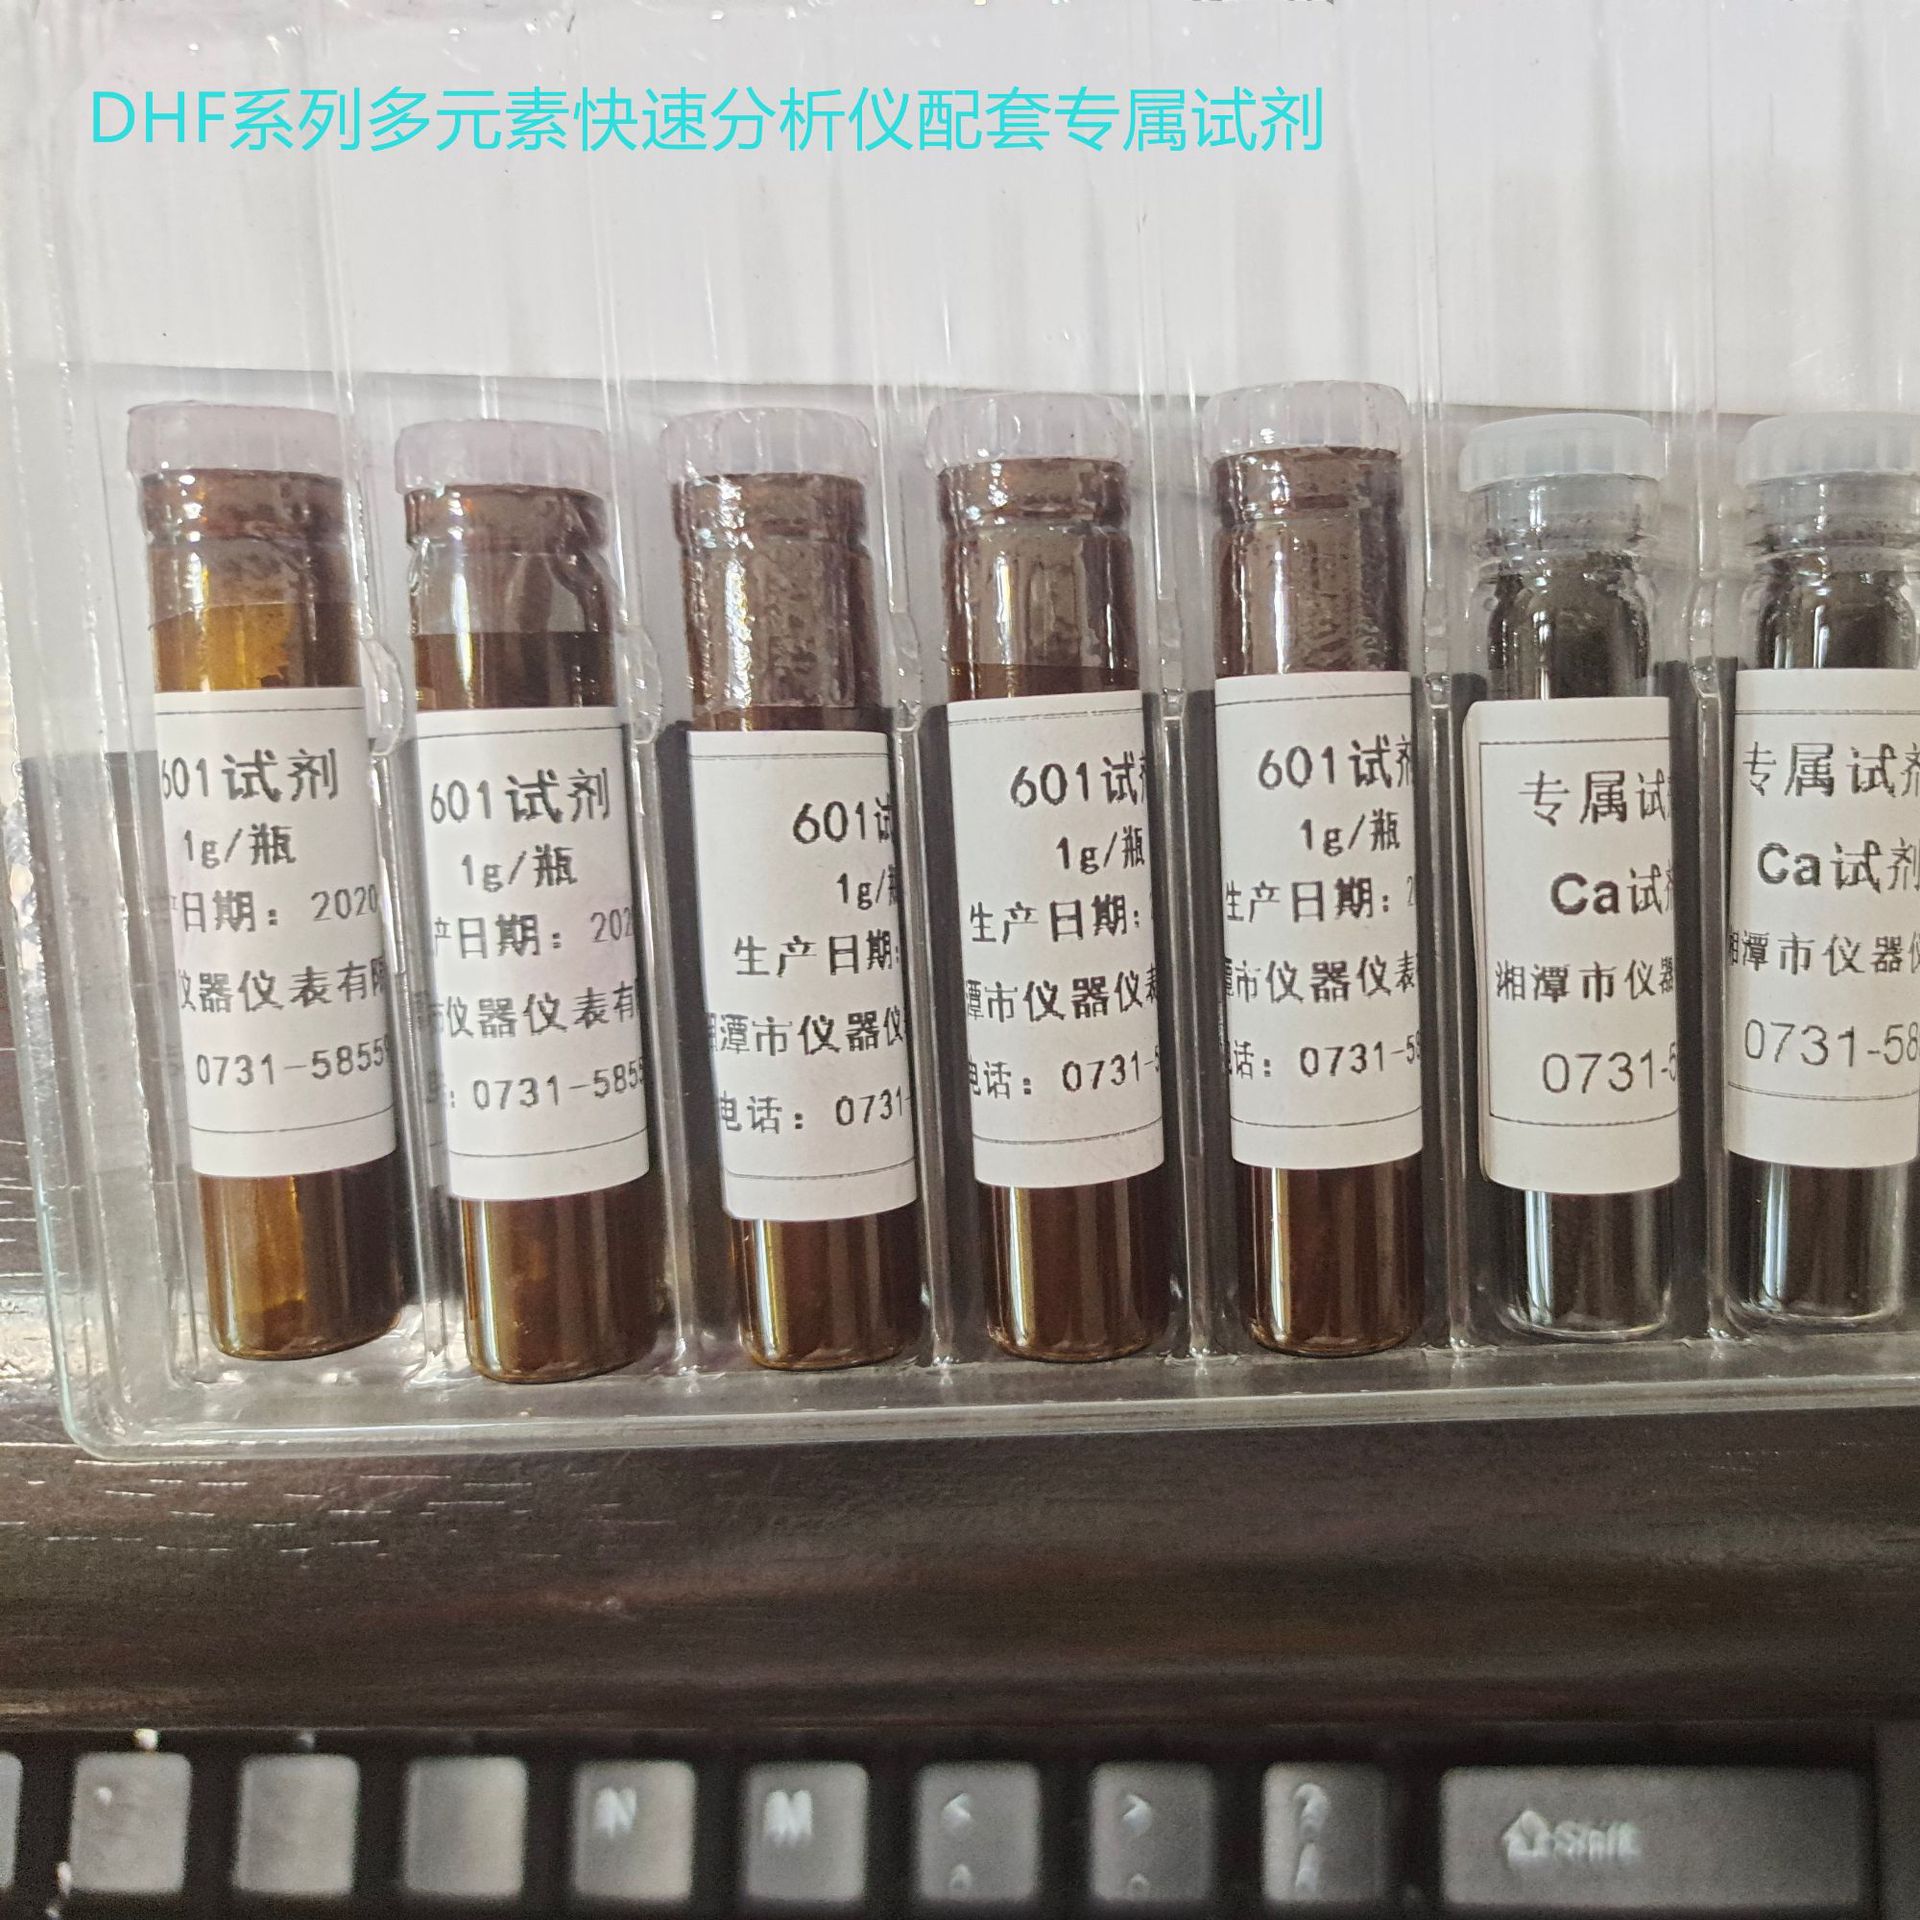 DHF系列多元素快速分析仪配套专属试剂
601试剂
1g/瓶
产日期：2020
仪器仪表有限
0731-5855
601试剂
1g/瓶
产日期：202
市仪器仪表有
0731-585
601试
1g/
生产日期:
潭市仪器仪
电话：0731-
601试
1g/瓶
生产日期:
潭市仪器仪表
电话：0731-5
601试剂
1g/瓶
生产日期:
潭市仪器仪表
话：0731-5
专属试
Ca试
湘潭市仪器
0731-5
专属试剂
Ca试剂
湘潭市仪器仪
0731-58
N
M
<
>
?
/
Shift